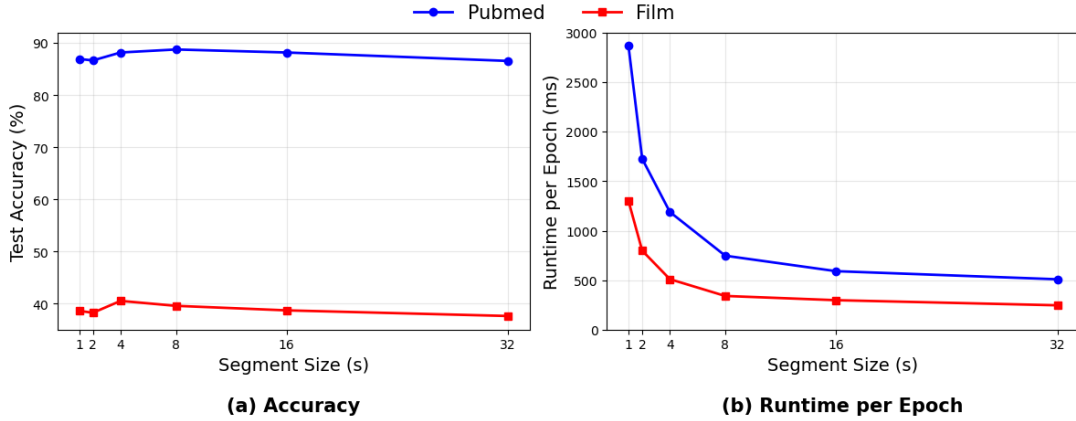 Pubmed Film
90
80
70
60
50
40
Test Accuracy (%)
1 2 4 8 16 32
Segment Size (s)
(a) Accuracy
3000
2500
2000
1500
1000
500
0
Runtime per Epoch (ms)
1 2 4 8 16 32
Segment Size (s)
(b) Runtime per Epoch